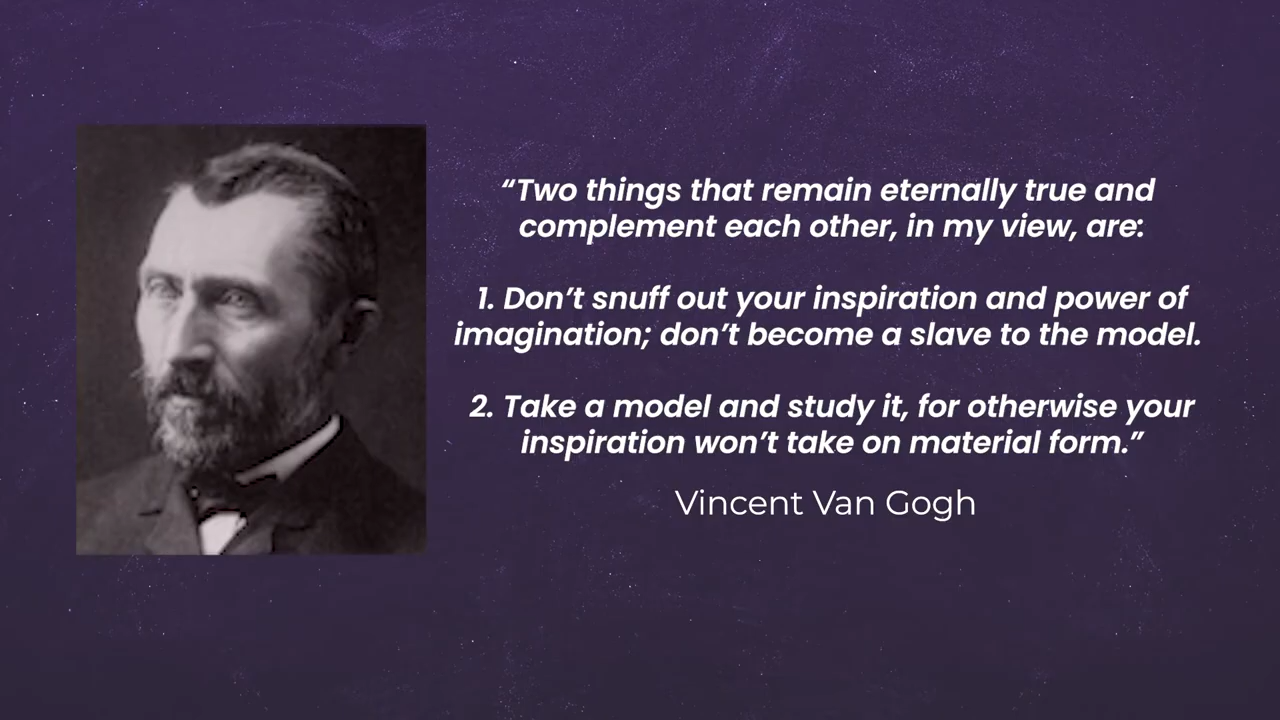 “Two things that remain eternally true and
complement each other, in my view, are:
1. Don’t snuff out your inspiration and power of
imagination; don’t become a slave to the model.
2. Take a model and study it, for otherwise your
inspiration won’t take on material form.”
Vincent Van Gogh